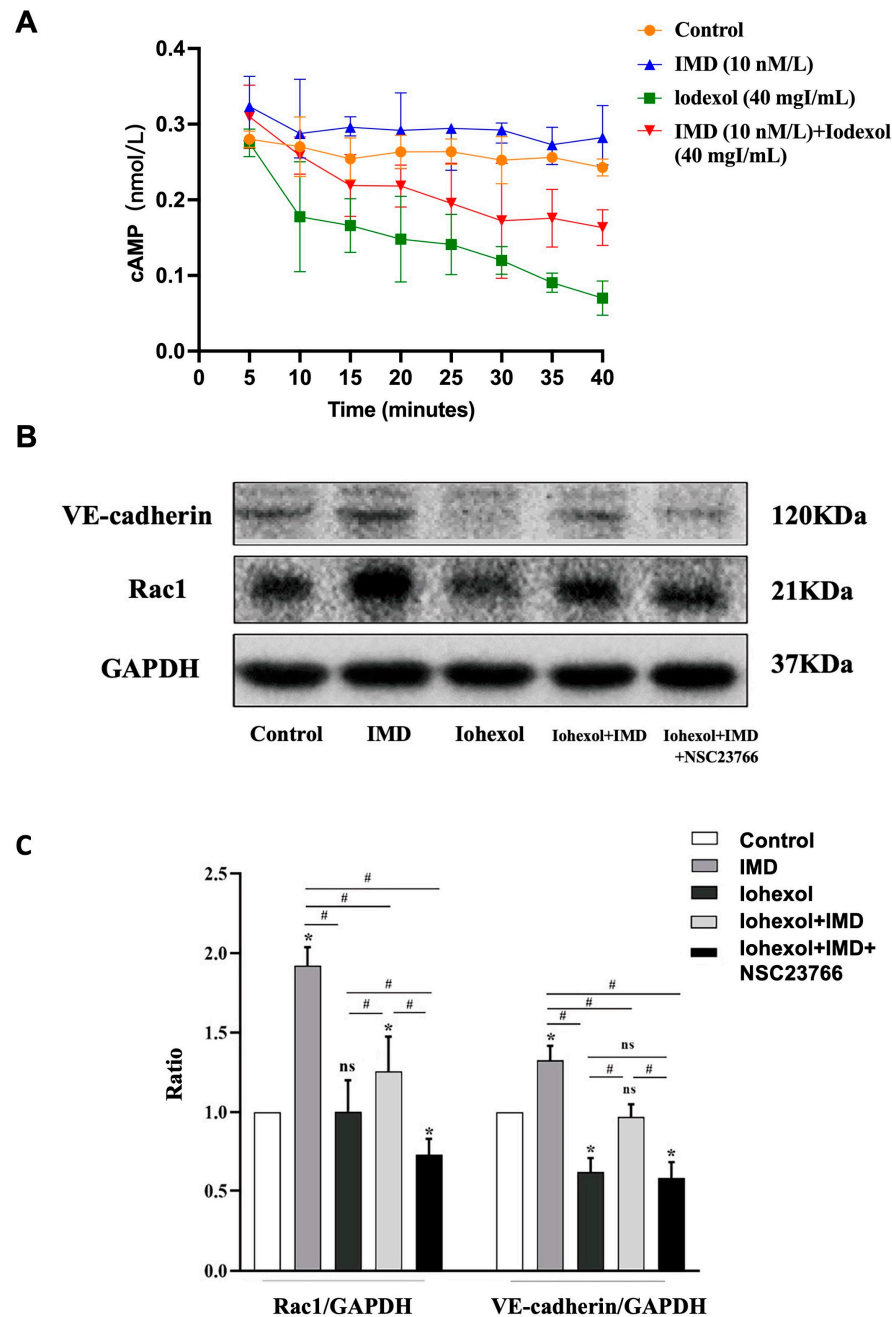 A
Control
IMD (10 nM/L)
lodexol (40 mgI/mL)
IMD (10 nM/L)+Iodexol
(40 mgI/mL)
cAMP (nmol/L)
0.4
0.3
0.2
0.1
0.0
0 5 10 15 20 25 30 35 40
Time (minutes)
B
VE-cadherin 120KDa
Rac1 21KDa
GAPDH 37KDa
Control IMD Iohexol Iohexol+IMD Iohexol+IMD
+NSC23766
C
Control
IMD
Iohexol
Iohexol+IMD
Iohexol+IMD+
NSC23766
Ratio
2.5
2.0
1.5
1.0
0.5
0.0
#
#
#
*
#
# #
*
ns
*
#
#
#
*
ns
# #
ns
*
*
Rac1/GAPDH VE-cadherin/GAPDH